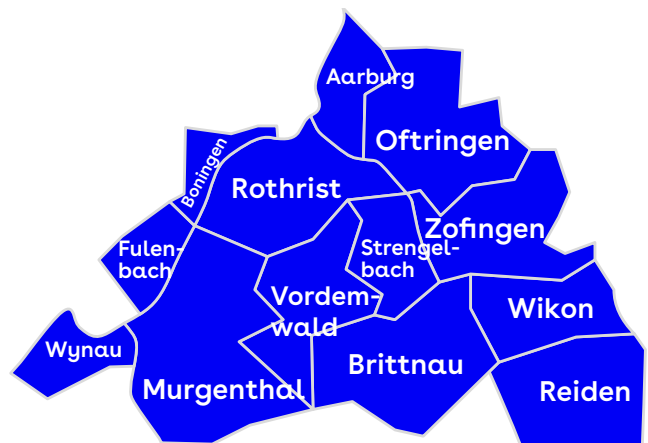 Aarburg
Oftringen
Boningen
Rothrist
Zofingen
Fulen-
bach
Strengel-
bach
Vordem-
wald
Wikon
Wynau
Brittnau
Murgenthal
Reiden